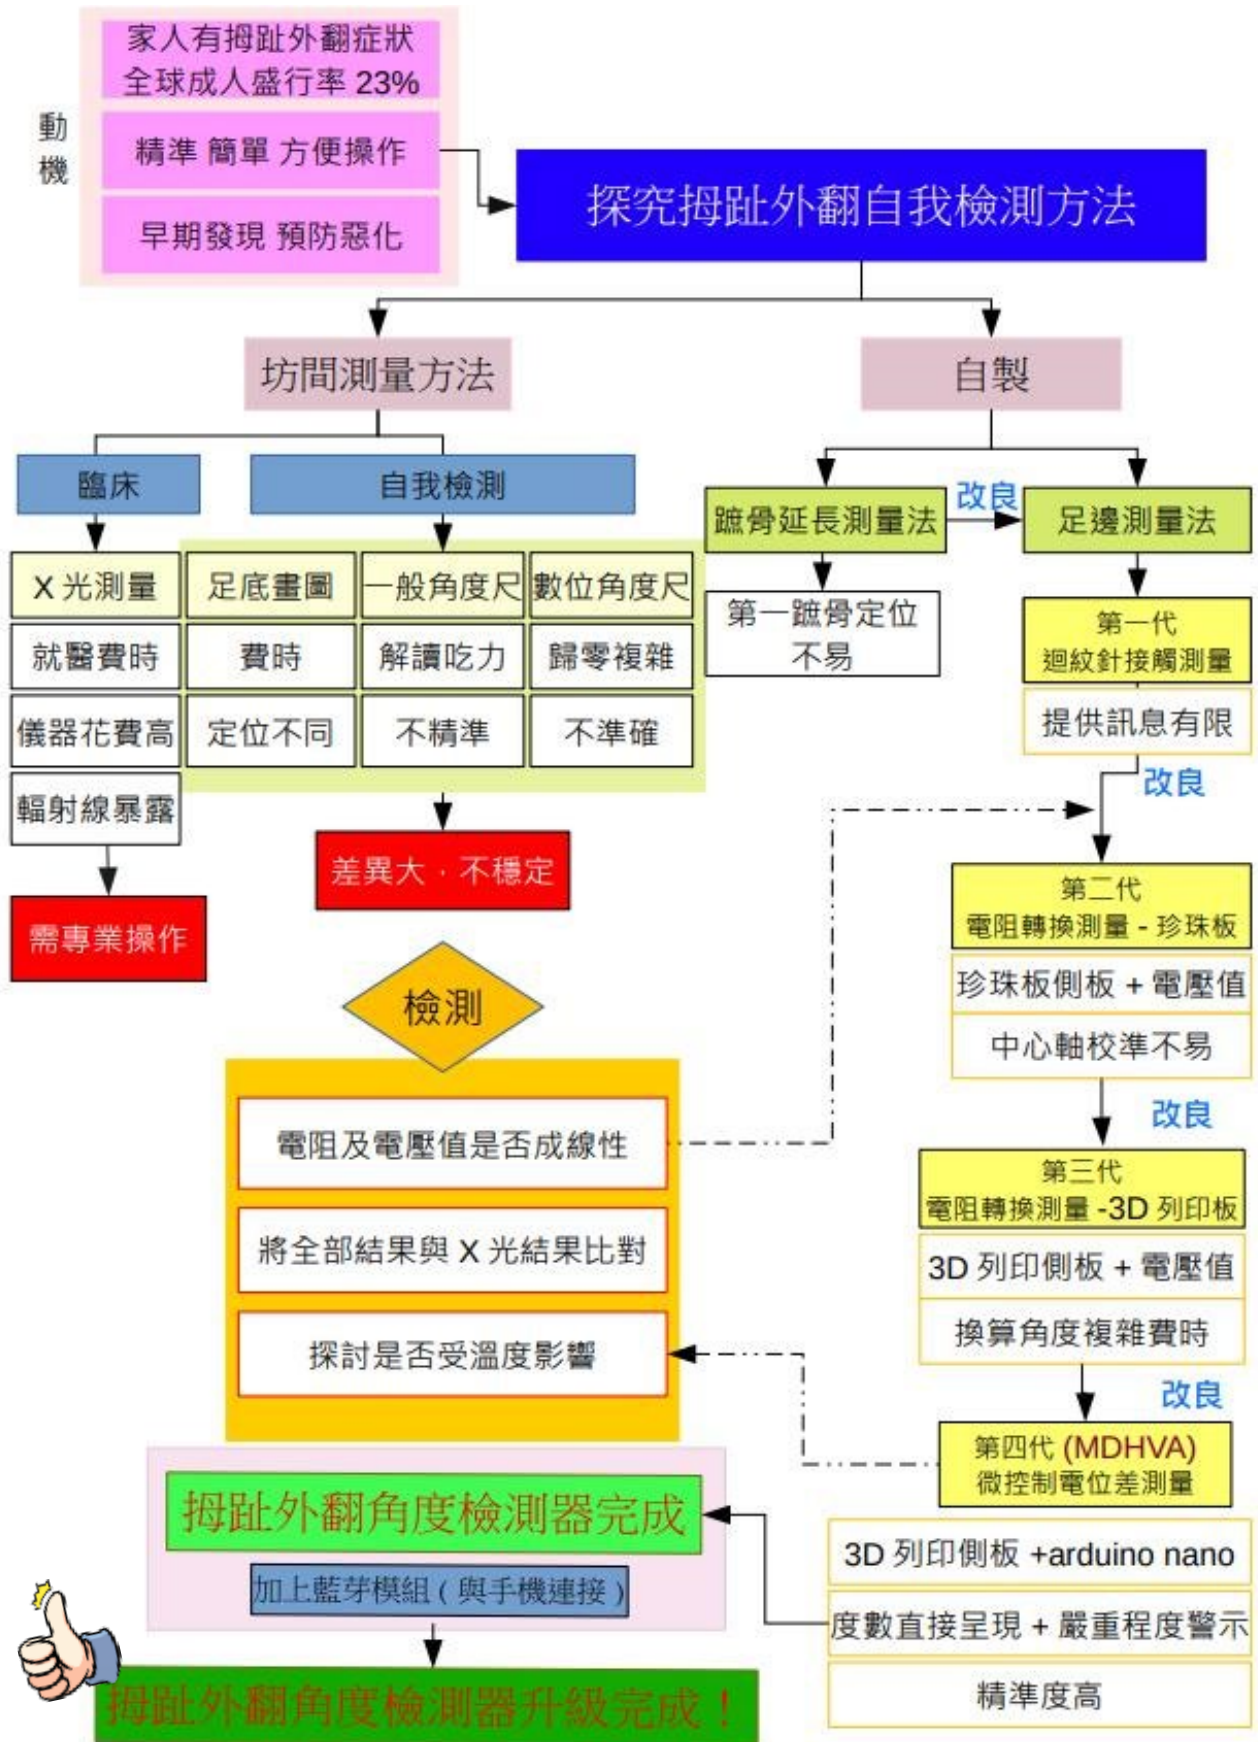 動
機
家人有拇趾外翻症狀
全球成人盛行率 23%
精準 簡單 方便操作
早期發現 預防惡化
探究拇趾外翻自我檢測方法
坊間測量方法
自製
臨床
自我檢測
X 光測量
就醫費時
儀器花費高
輻射線暴露
需專業操作
足底畫圖
費時
定位不同
一般角度尺
解讀吃力
不精準
數位角度尺
歸零複雜
不準確
差異大，不穩定
蹠骨延長測量法
改良
足邊測量法
第一蹠骨定位
不易
第一代
迴紋針接觸測量
提供訊息有限
改良
第二代
電阻轉換測量 - 珍珠板
珍珠板側板 + 電壓值
中心軸校準不易
改良
第三代
電阻轉換測量 -3D 列印板
3D 列印側板 + 電壓值
換算角度複雜費時
改良
第四代 (MDHVA)
微控制電位差測量
3D 列印側板 +arduino nano
度數直接呈現 + 嚴重程度警示
精準度高
檢測
電阻及電壓值是否成線性
將全部結果與 X 光結果比對
探討是否受溫度影響
拇趾外翻角度檢測器完成
加上藍芽模組 ( 與手機連接 )
拇趾外翻角度檢測器升級完成！